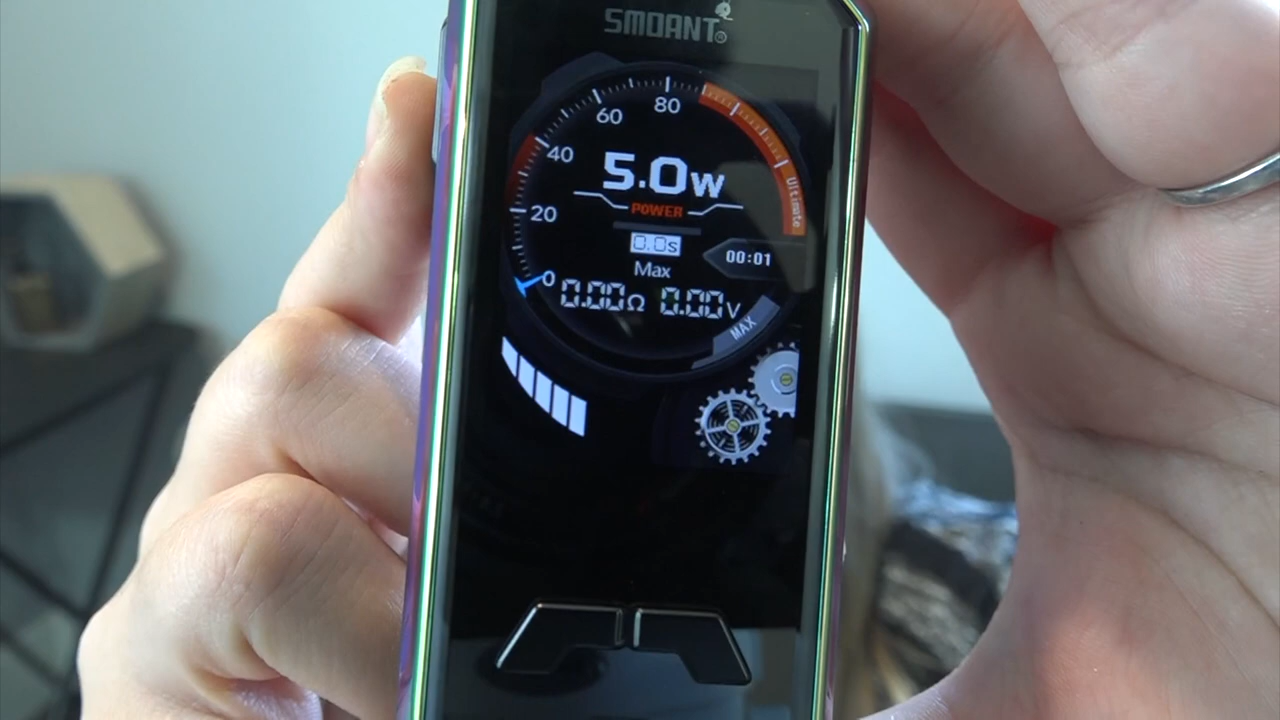 SMOANT®
80
60
40
20
0
5.0W
POWER
0.0s
00:01
Max
0.00Ω 0.00V
MAX
Ultimate